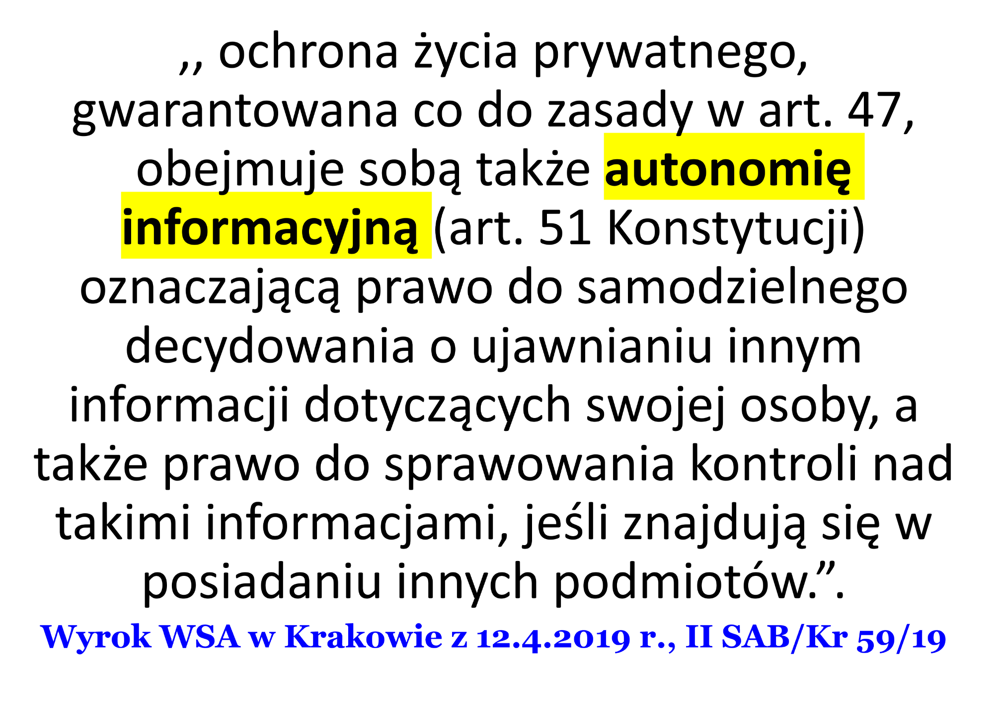 ,, ochrona życia prywatnego,
gwarantowana co do zasady w art. 47,
obejmuje sobą także autonomię
informacyjną (art. 51 Konstytucji)
oznaczającą prawo do samodzielnego
decydowania o ujawnianiu innym
informacji dotyczących swojej osoby, a
także prawo do sprawowania kontroli nad
takimi informacjami, jeśli znajdują się w
posiadaniu innych podmiotów.”.
Wyrok WSA w Krakowie z 12.4.2019 r., II SAB/Kr 59/19